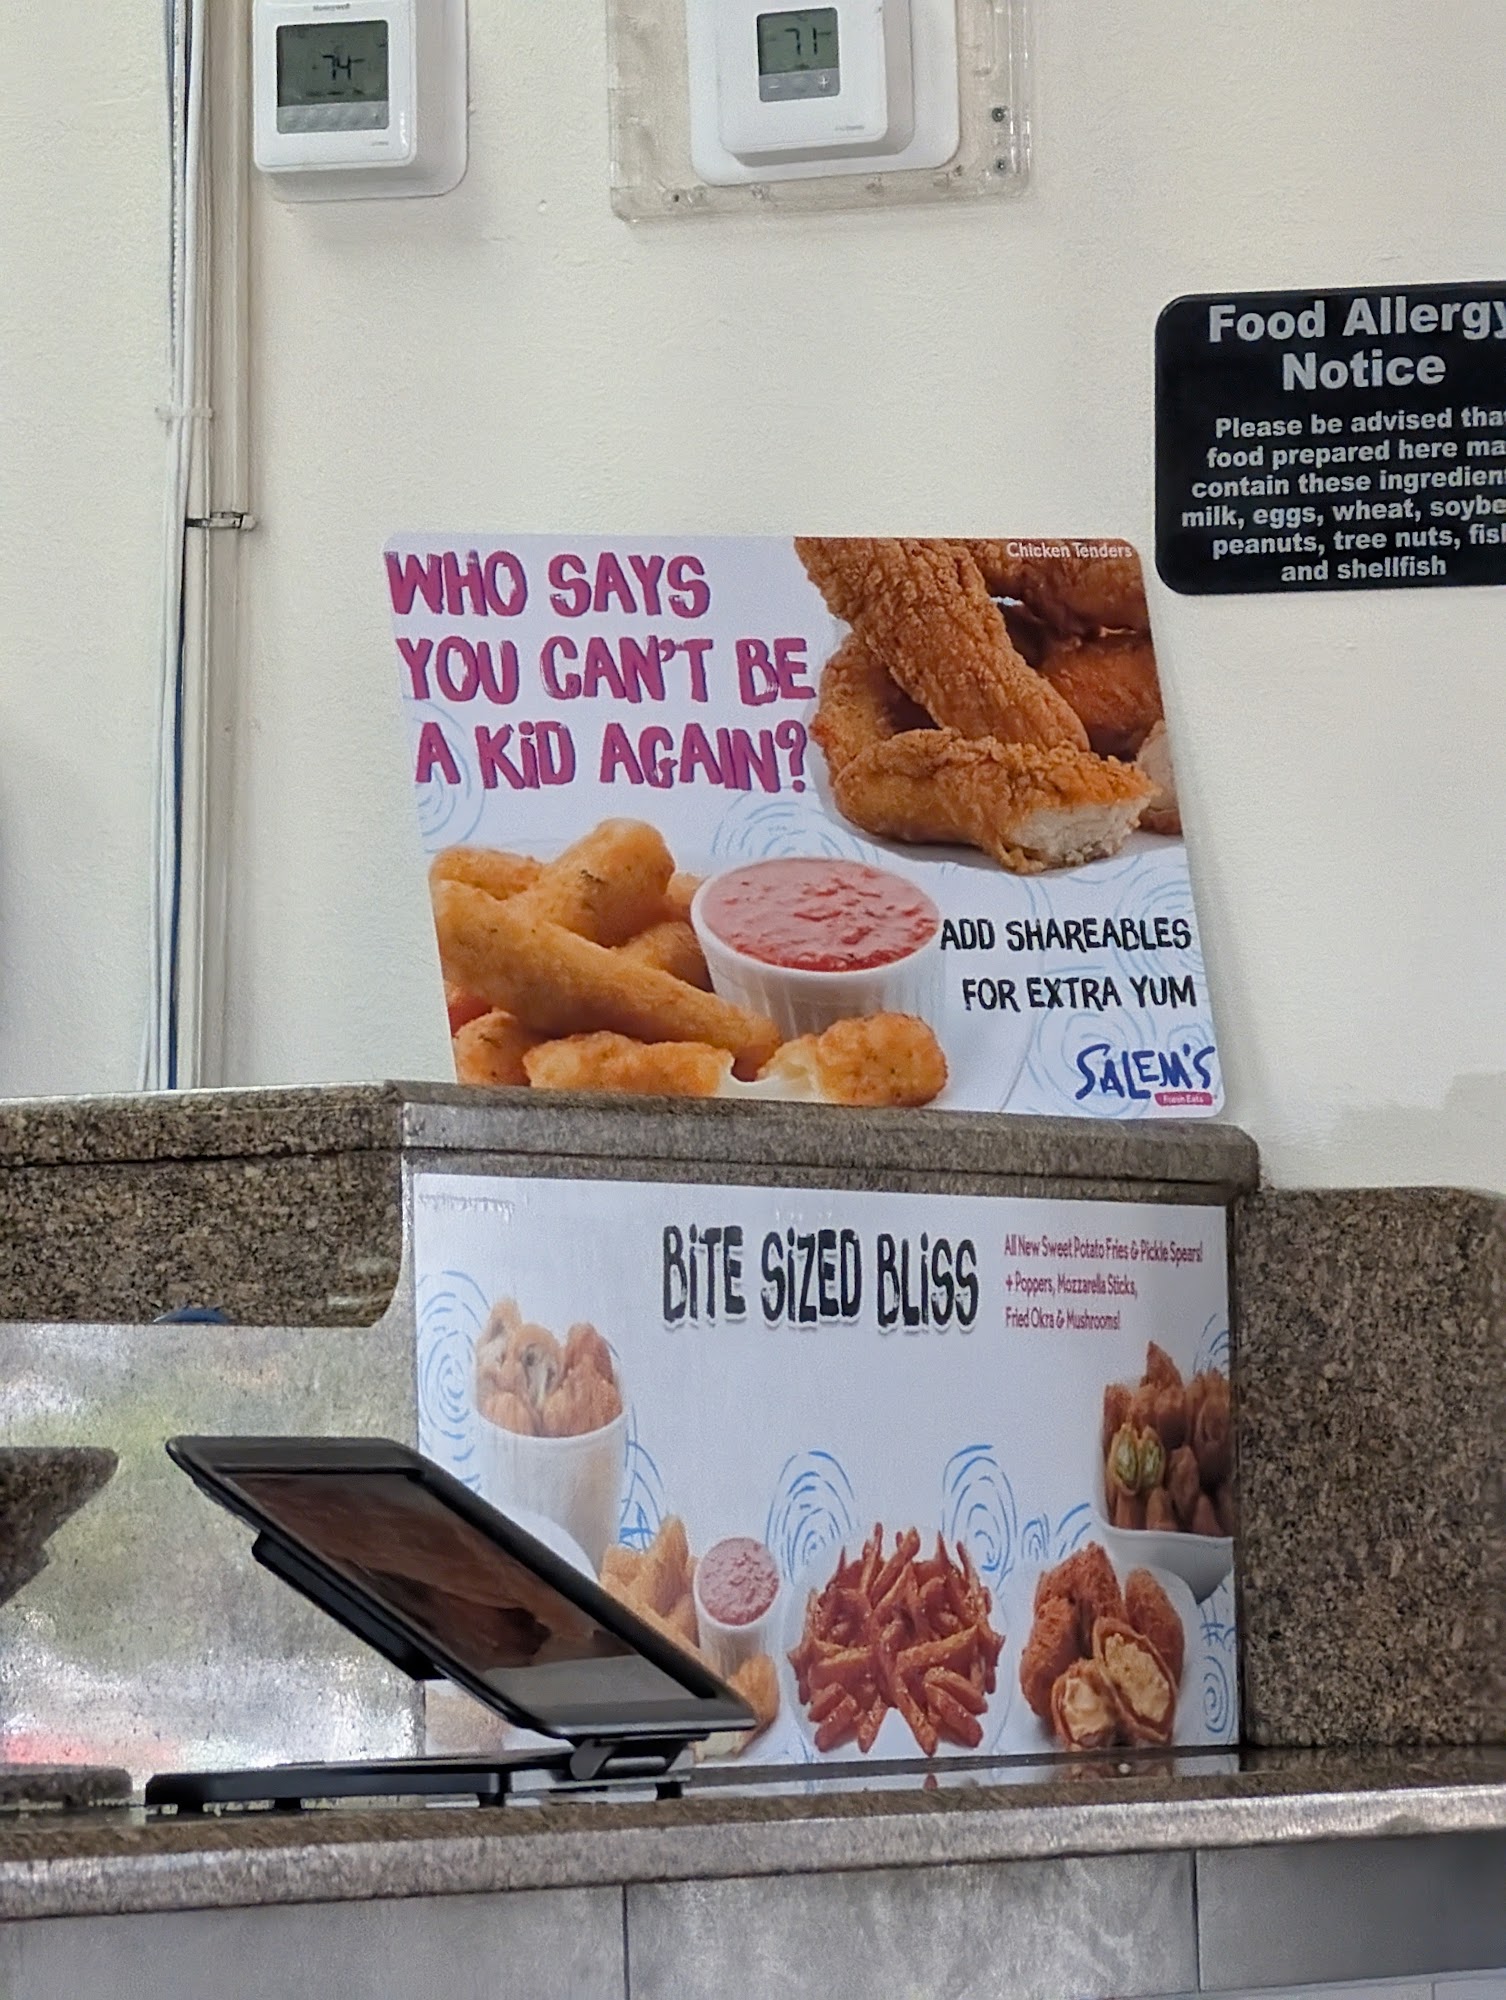 Honeywell
74
71
Food Allergy
Notice
Please be advised tha
food prepared here ma
contain these ingredien
milk, eggs, wheat, soybe
peanuts, tree nuts, fis
and shellfish
WHO SAYS
YOU CAN'T BE
A KiD AGAIN?
Chicken Tenders
ADD SHAREABLES
FOR EXTRA YUM
SALEM'S
Fresh Eats
BiTE SiZED BLiSS
All New Sweet Potato Fries & Pickle Spears!
+ Poppers, Mozzarella Sticks,
Fried Okra & Mushrooms!